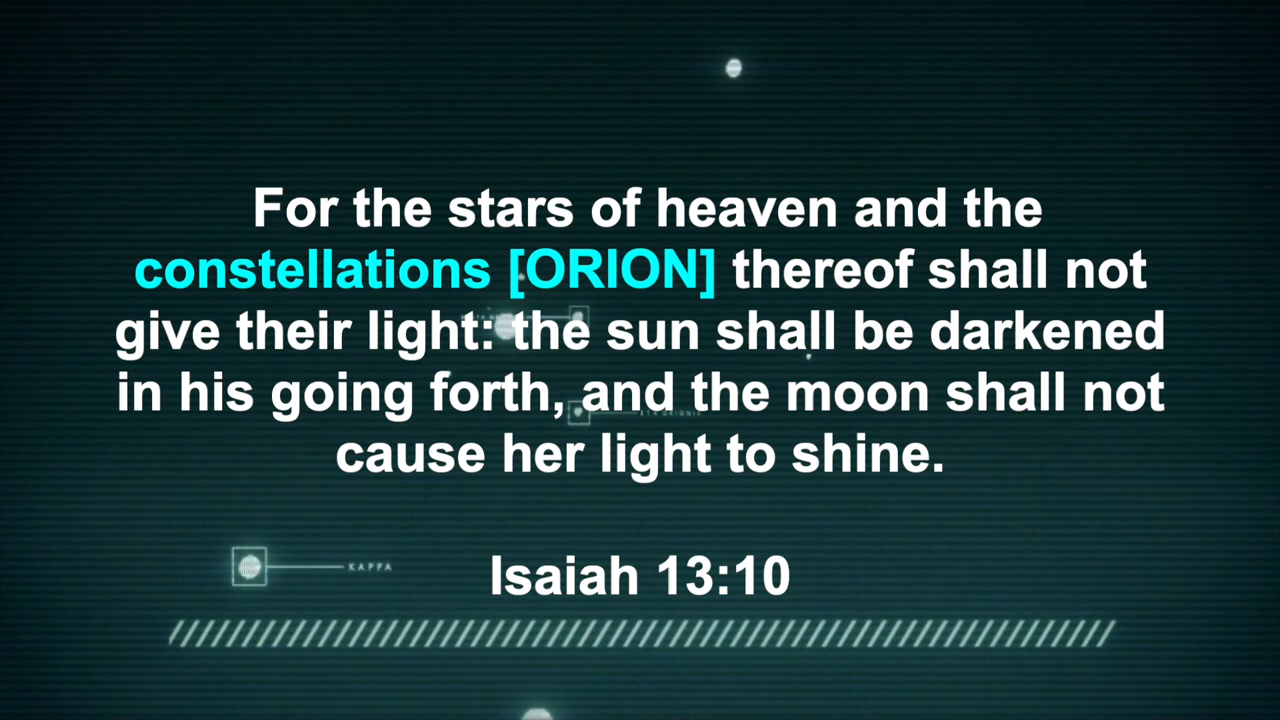 For the stars of heaven and the
constellations [ORION] thereof shall not
give their light: the sun shall be darkened
in his going forth, and the moon shall not
cause her light to shine.
KAPPA
Isaiah 13:10